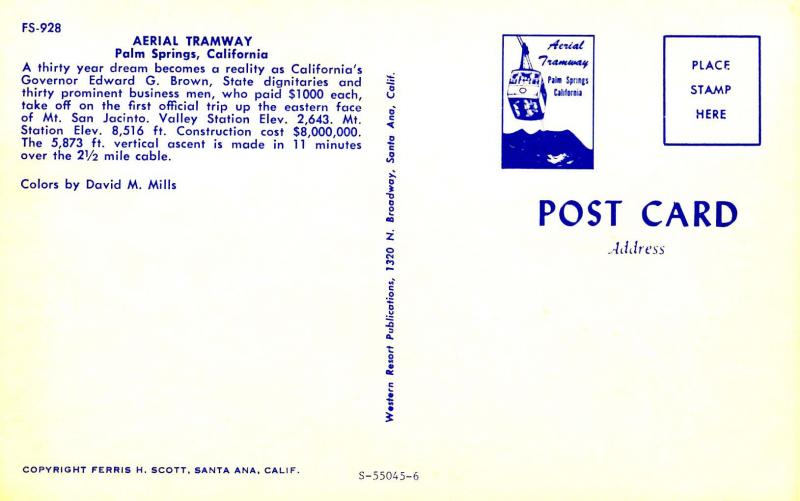 FS-928
AERIAL TRAMWAY
Palm Springs, California
A thirty year dream becomes a reality as California's
Governor Edward G. Brown, State dignitaries and
thirty prominent business men, who paid $1000 each,
take off on the first official trip up the eastern face
of Mt. San Jacinto. Valley Station Elev. 2,643. Mt.
Station Elev. 8,516 ft. Construction cost $8,000,000.
The 5,873 ft. vertical ascent is made in 11 minutes
over the 2½ mile cable.
Colors by David M. Mills
COPYRIGHT FERRIS H. SCOTT, SANTA ANA, CALIF.
Western Resort Publications, 1320 N. Broadway, Santa Ana, Calif.
S-55045-6
Aerial
Tramway
Palm Springs
California
PLACE
STAMP
HERE
POST CARD
Address